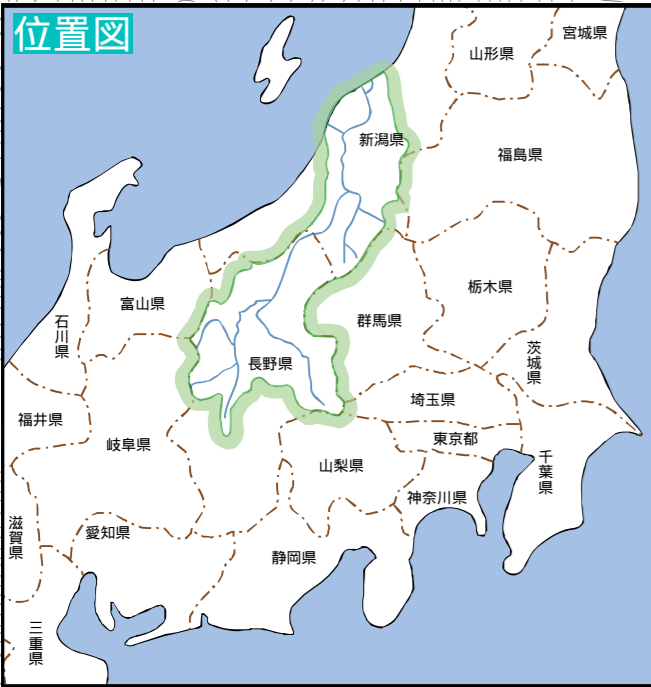 位置図
宮城県
山形県
新潟県
福島県
栃木県
富山県
群馬県
石川県
茨城県
長野県
埼玉県
福井県
東京都
岐阜県
千葉県
山梨県
神奈川県
滋賀県
愛知県
静岡県
三重県